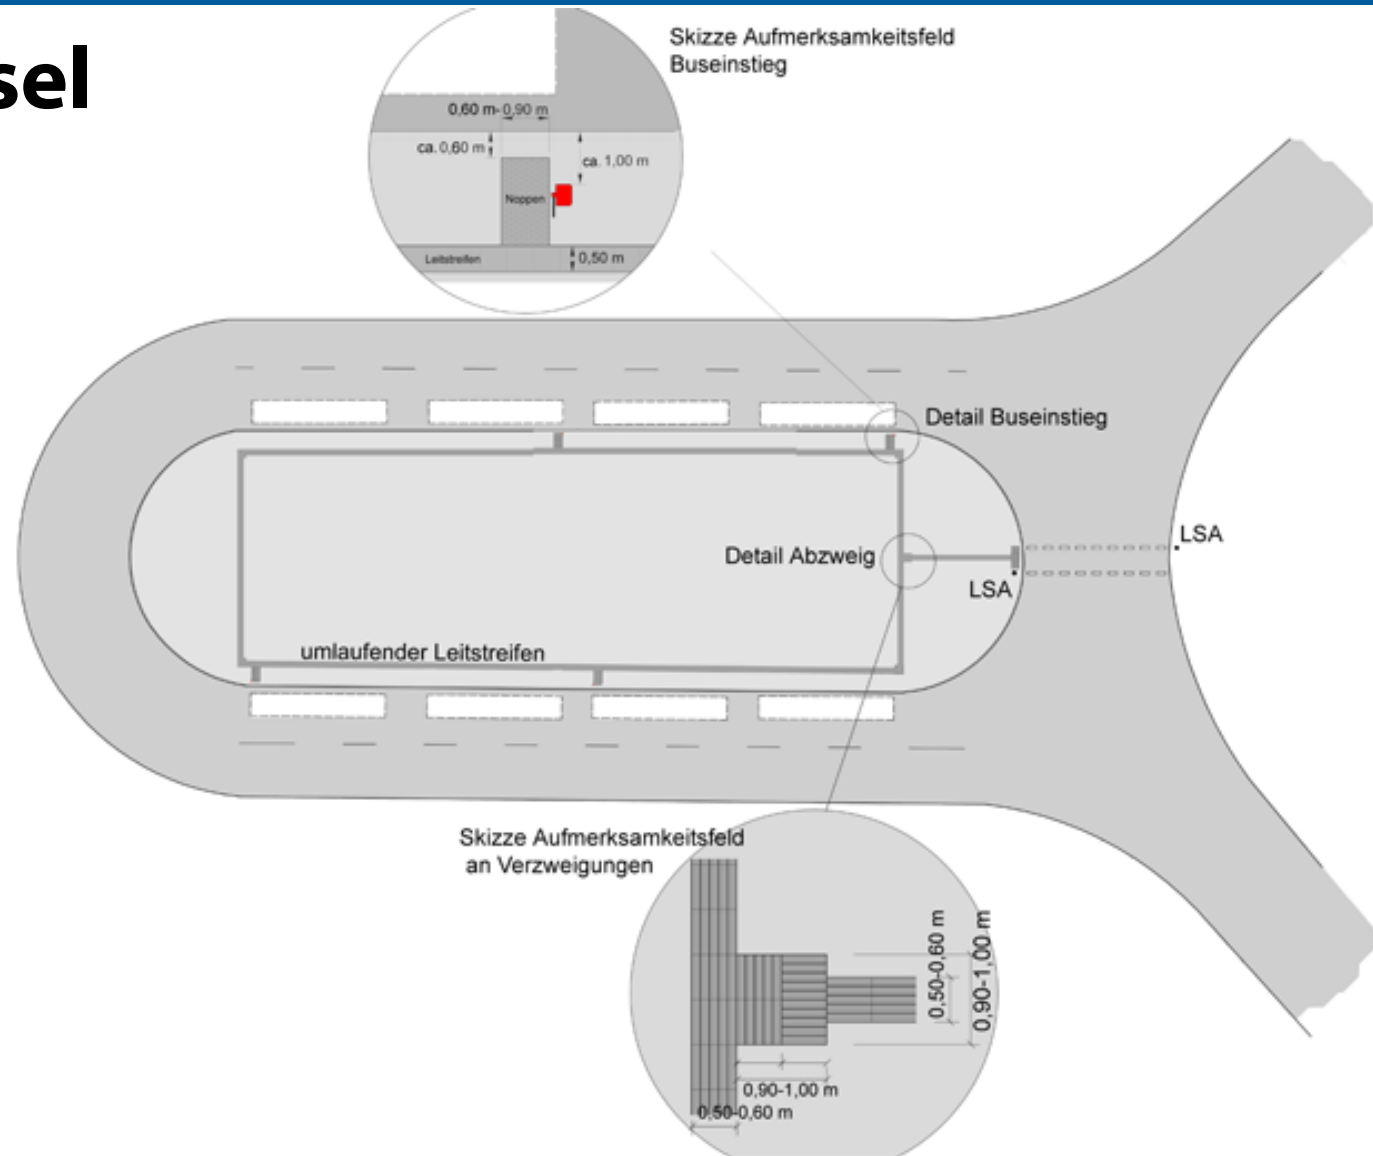 sel
Skizze Aufmerksamkeitsfeld
Buseinstieg
0,60 m-0,90 m
ca. 0,60 m
ca. 1,00 m
Noppen
Leitstreifen
0,50 m
Detail Buseinstieg
LSA
Detail Abzweig
LSA
umlaufender Leitstreifen
Skizze Aufmerksamkeitsfeld
an Verzweigungen
0,50-0,60 m
0,90-1,00 m
0,90-1,00 m
0,50-0,60 m